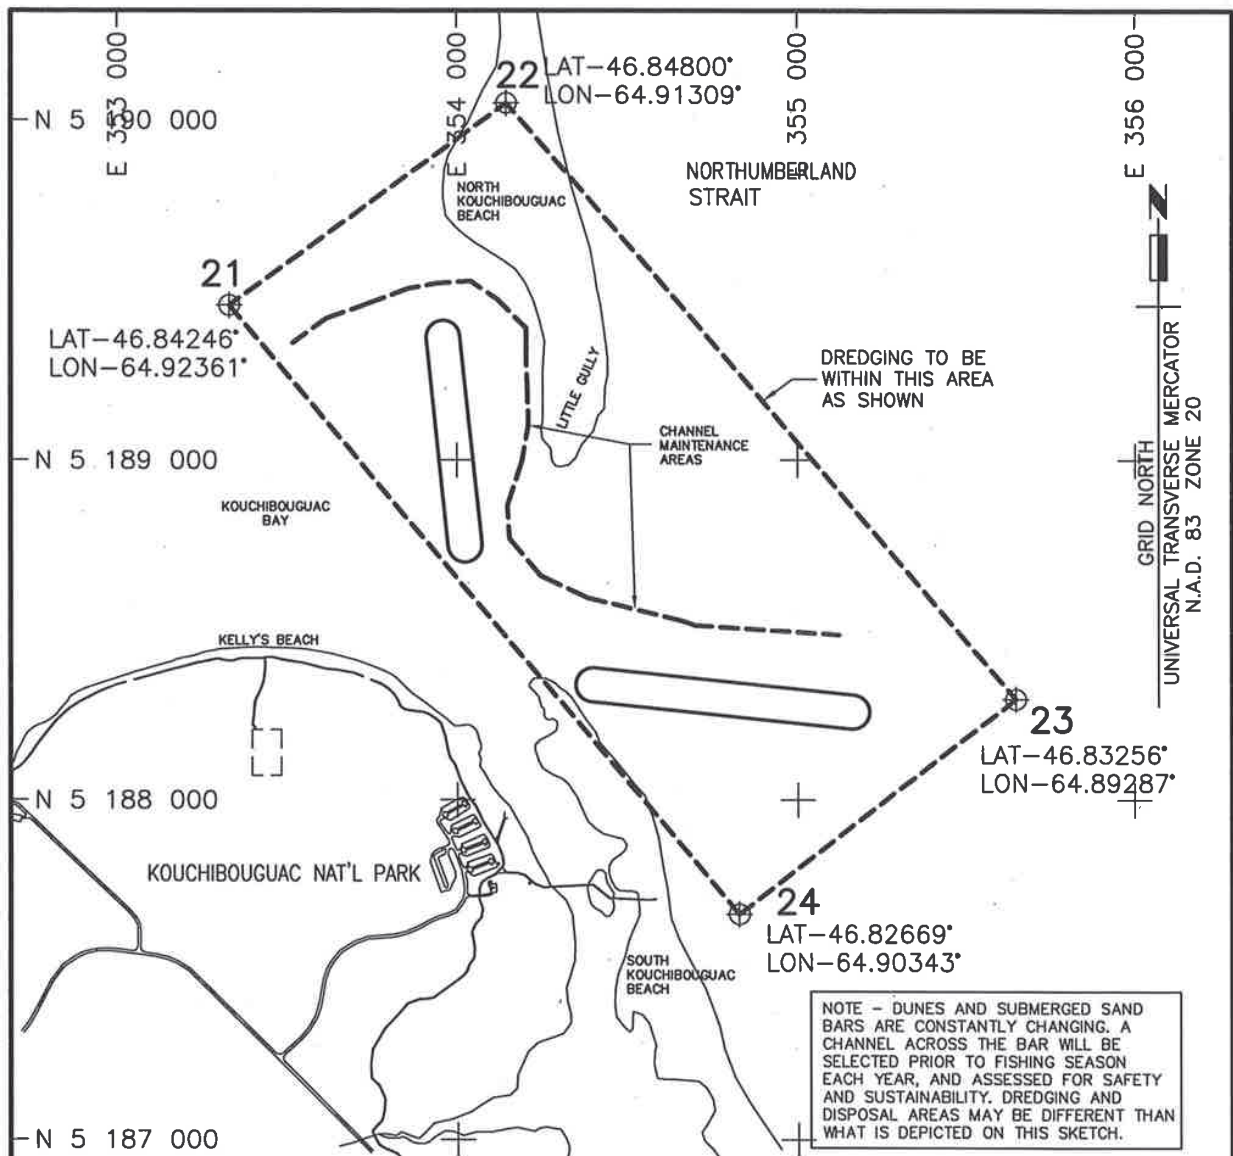 E 353 000
E 354 000
355 000
E 356 000
N 5 190 000
22
LAT-46.84800°
LON-64.91309°
NORTHUMBERLAND
STRAIT
NORTH
KOUCHIBOUGUAC
BEACH
N
21
LAT-46.84246°
LON-64.92361°
LITTLE GULLY
DREDGING TO BE
WITHIN THIS AREA
AS SHOWN
CHANNEL
MAINTENANCE
AREAS
N 5 189 000
GRID NORTH
UNIVERSAL TRANSVERSE MERCATOR
N.A.D. 83 ZONE 20
KOUCHIBOUGUAC
BAY
KELLY'S BEACH
23
LAT-46.83256°
LON-64.89287°
N 5 188 000
KOUCHIBOUGUAC NAT'L PARK
24
LAT-46.82669°
LON-64.90343°
SOUTH
KOUCHIBOUGUAC
BEACH
NOTE - DUNES AND SUBMERGED SAND
BARS ARE CONSTANTLY CHANGING. A
CHANNEL ACROSS THE BAR WILL BE
SELECTED PRIOR TO FISHING SEASON
EACH YEAR, AND ASSESSED FOR SAFETY
AND SUSTAINABILITY. DREDGING AND
DISPOSAL AREAS MAY BE DIFFERENT THAN
WHAT IS DEPICTED ON THIS SKETCH.
N 5 187 000